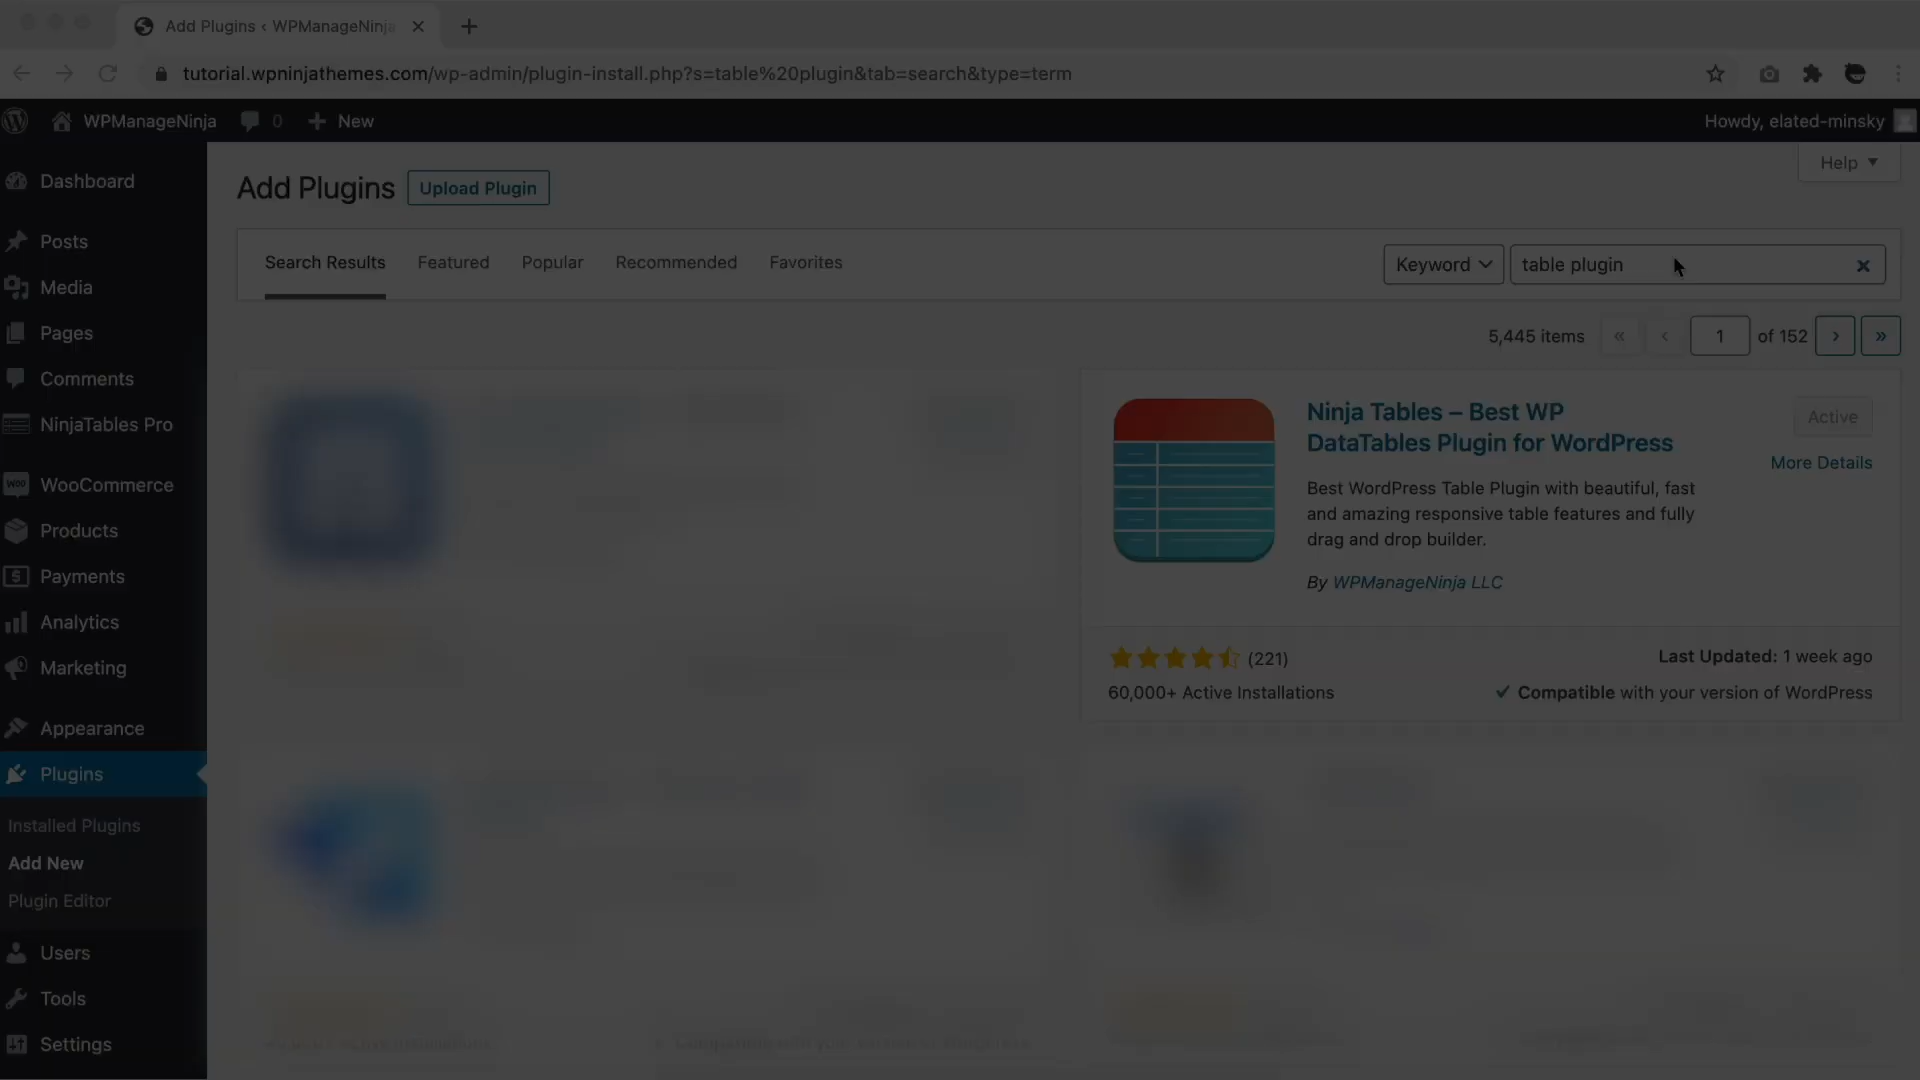 Add Plugins ‹ WPManageNinja
tutorial.wpninjathemes.com/wp-admin/plugin-install.php?s=table%20plugin&tab=search&type=term
WPManageNinja
0
New
Howdy, elated-minsky
Dashboard
Posts
Media
Pages
Comments
NinjaTables Pro
WOO
WooCommerce
Products
Payments
Analytics
Marketing
Appearance
Plugins
Installed Plugins
Add New
Plugin Editor
Users
Tools
Settings
Help
Add Plugins
Upload Plugin
Search Results
Featured
Popular
Recommended
Favorites
Keyword
table plugin
5,445 items
«
‹
1
of 152
›
»
Ninja Tables – Best WP
DataTables Plugin for WordPress
Active
More Details
Best WordPress Table Plugin with beautiful, fast
and amazing responsive table features and fully
drag and drop builder.
By WPManageNinja LLC
(221)
Last Updated: 1 week ago
60,000+ Active Installations
✓ Compatible with your version of WordPress